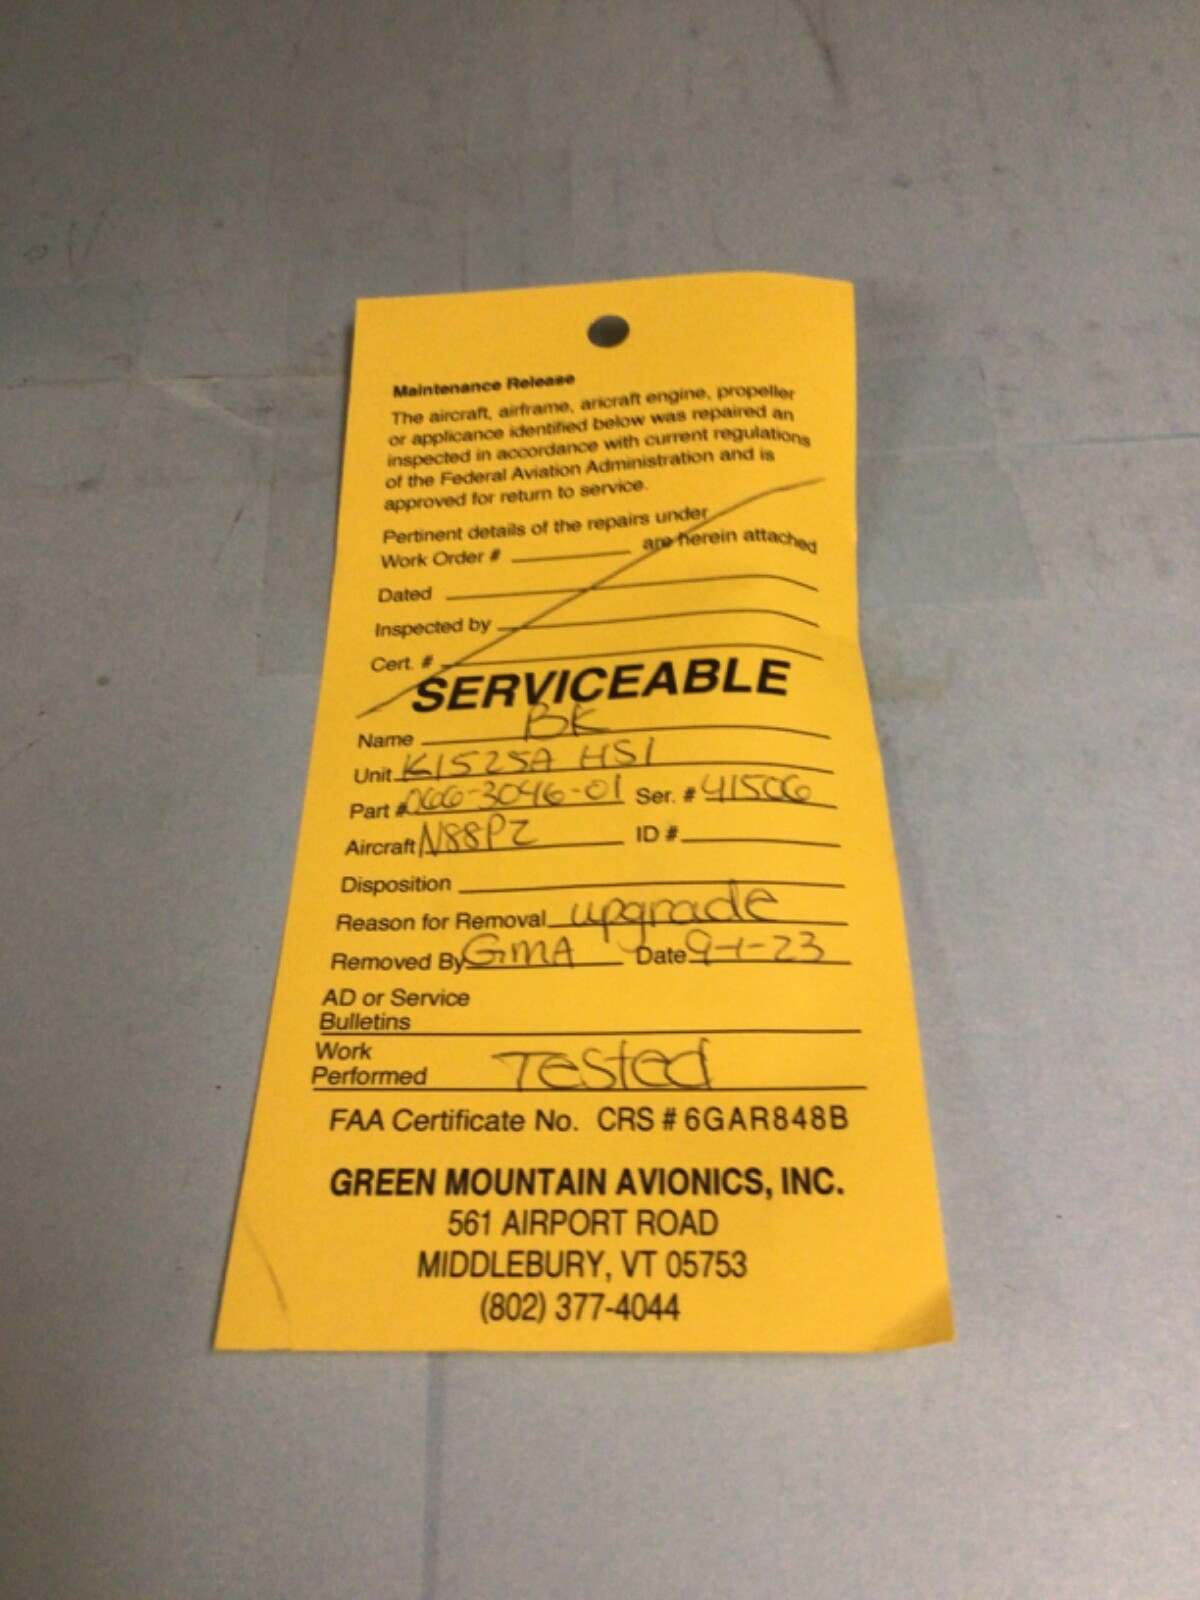 Maintenance Release
The aircraft, airframe, aricraft engine, propeller
or applicance identified below was repaired an
inspected in accordance with current regulations
of the Federal Aviation Administration and is
approved for return to service.
Pertinent details of the repairs under
Work Order # are herein attached
Dated
Inspected by
Cert. #
SERVICEABLE
Name BK
Unit KI525A HSI
Part # 066-3046-01 Ser. # 41506
Aircraft N88PZ ID #
Disposition
Reason for Removal upgrade
Removed By GMA Date 9-1-23
AD or Service
Bulletins
Work
Performed Tested
FAA Certificate No. CRS # 6GAR848B
GREEN MOUNTAIN AVIONICS, INC.
561 AIRPORT ROAD
MIDDLEBURY, VT 05753
(802) 377-4044